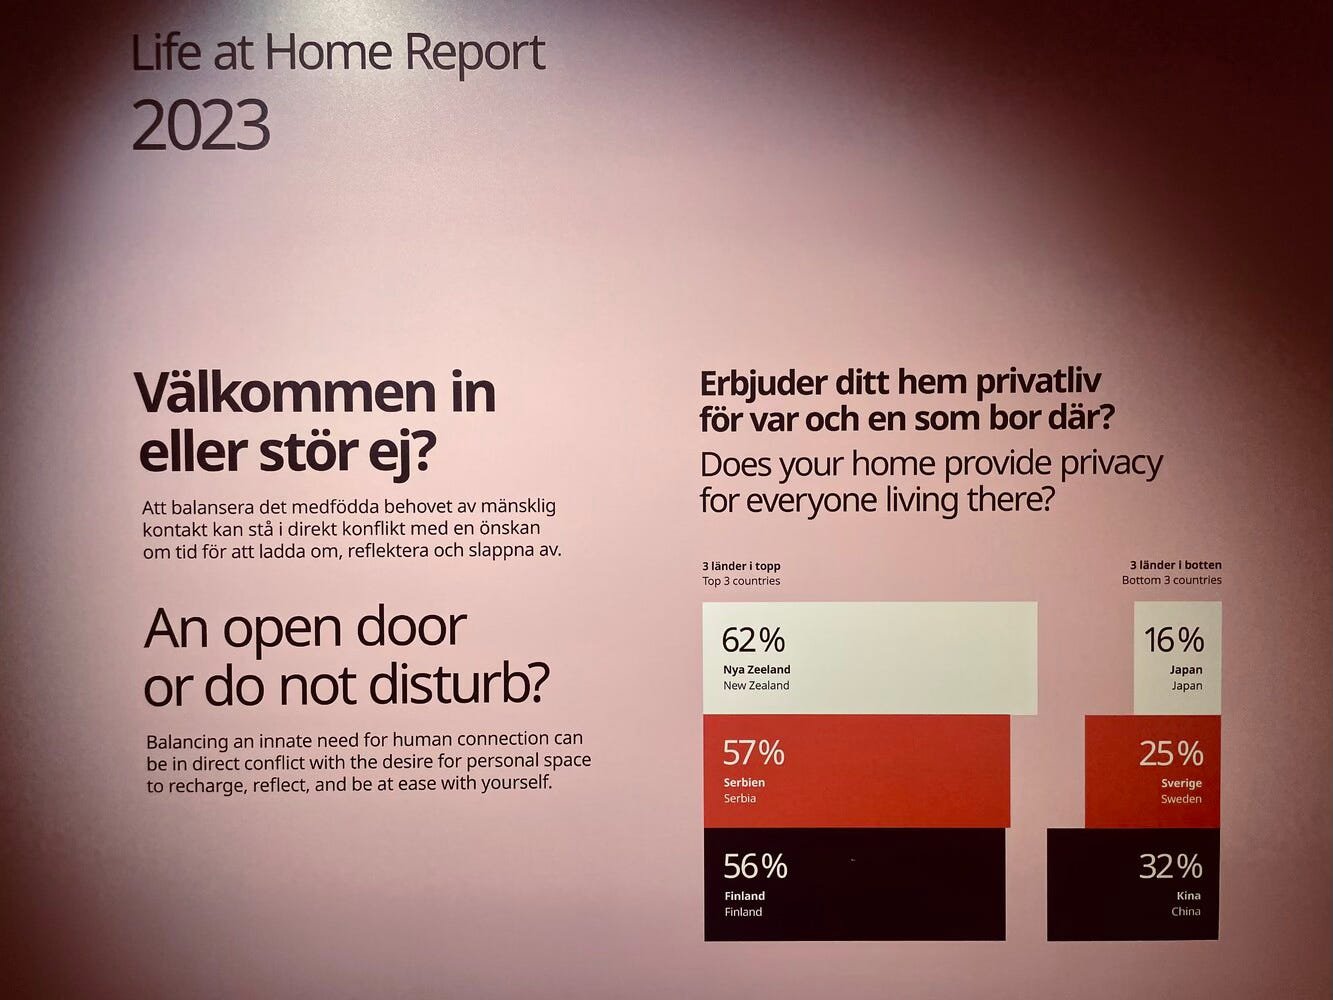 Life at Home Report
2023
Välkommen in
eller stör ej?
Att balansera det medfödda behovet av mänsklig
kontakt kan stå i direkt konflikt med en önskan
om tid för att ladda om, reflektera och slappna av.
An open door
or do not disturb?
Balancing an innate need for human connection can
be in direct conflict with the desire for personal space
to recharge, reflect, and be at ease with yourself.
Erbjuder ditt hem privatliv
för var och en som bor där?
Does your home provide privacy
for everyone living there?
3 länder i topp
Top 3 countries
62%
Nya Zeeland
New Zealand
57%
Serbien
Serbia
56%
Finland
Finland
3 länder i botten
Bottom 3 countries
16%
Japan
Japan
25%
Sverige
Sweden
32%
Kina
China